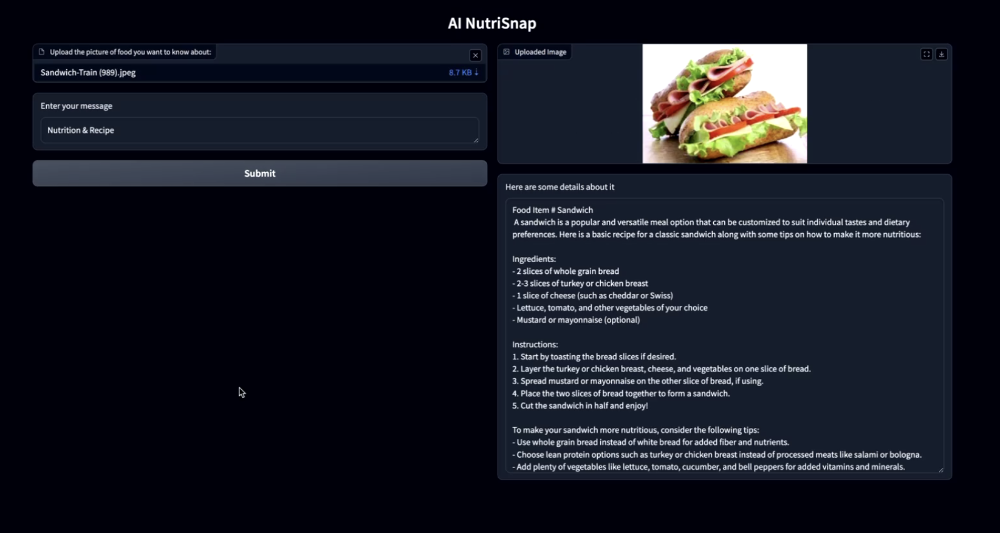 AI NutriSnap
Upload the picture of food you want to know about:
Sandwich-Train (989).jpeg
8.7 KB ↓
Enter your message
Nutrition & Recipe
Submit
Uploaded Image
Here are some details about it
Food Item # Sandwich
A sandwich is a popular and versatile meal option that can be customized to suit individual tastes and dietary
preferences. Here is a basic recipe for a classic sandwich along with some tips on how to make it more nutritious:
Ingredients:
- 2 slices of whole grain bread
- 2-3 slices of turkey or chicken breast
- 1 slice of cheese (such as cheddar or Swiss)
- Lettuce, tomato, and other vegetables of your choice
- Mustard or mayonnaise (optional)
Instructions:
1. Start by toasting the bread slices if desired.
2. Layer the turkey or chicken breast, cheese, and vegetables on one slice of bread.
3. Spread mustard or mayonnaise on the other slice of bread, if using.
4. Place the two slices of bread together to form a sandwich.
5. Cut the sandwich in half and enjoy!
To make your sandwich more nutritious, consider the following tips:
- Use whole grain bread instead of white bread for added fiber and nutrients.
- Choose lean protein options such as turkey or chicken breast instead of processed meats like salami or bologna.
- Add plenty of vegetables like lettuce, tomato, cucumber, and bell peppers for added vitamins and minerals.